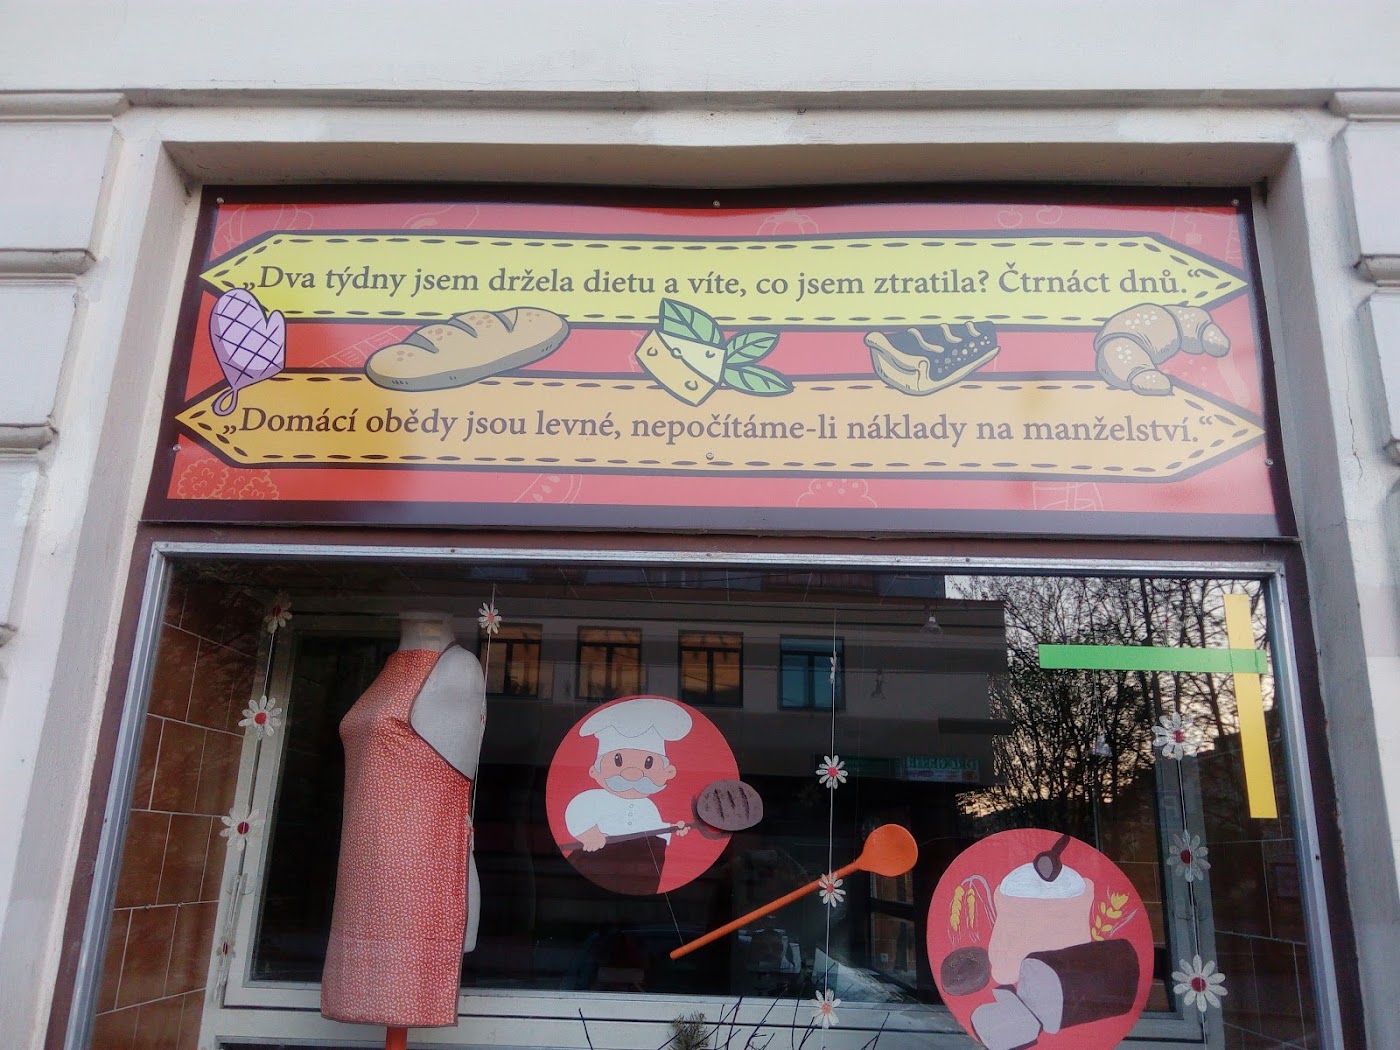 „Dva týdny jsem držela dietu a víte, co jsem ztratila? Čtrnáct dnů.“
„Domácí obědy jsou levné, nepočítáme-li náklady na manželství.“